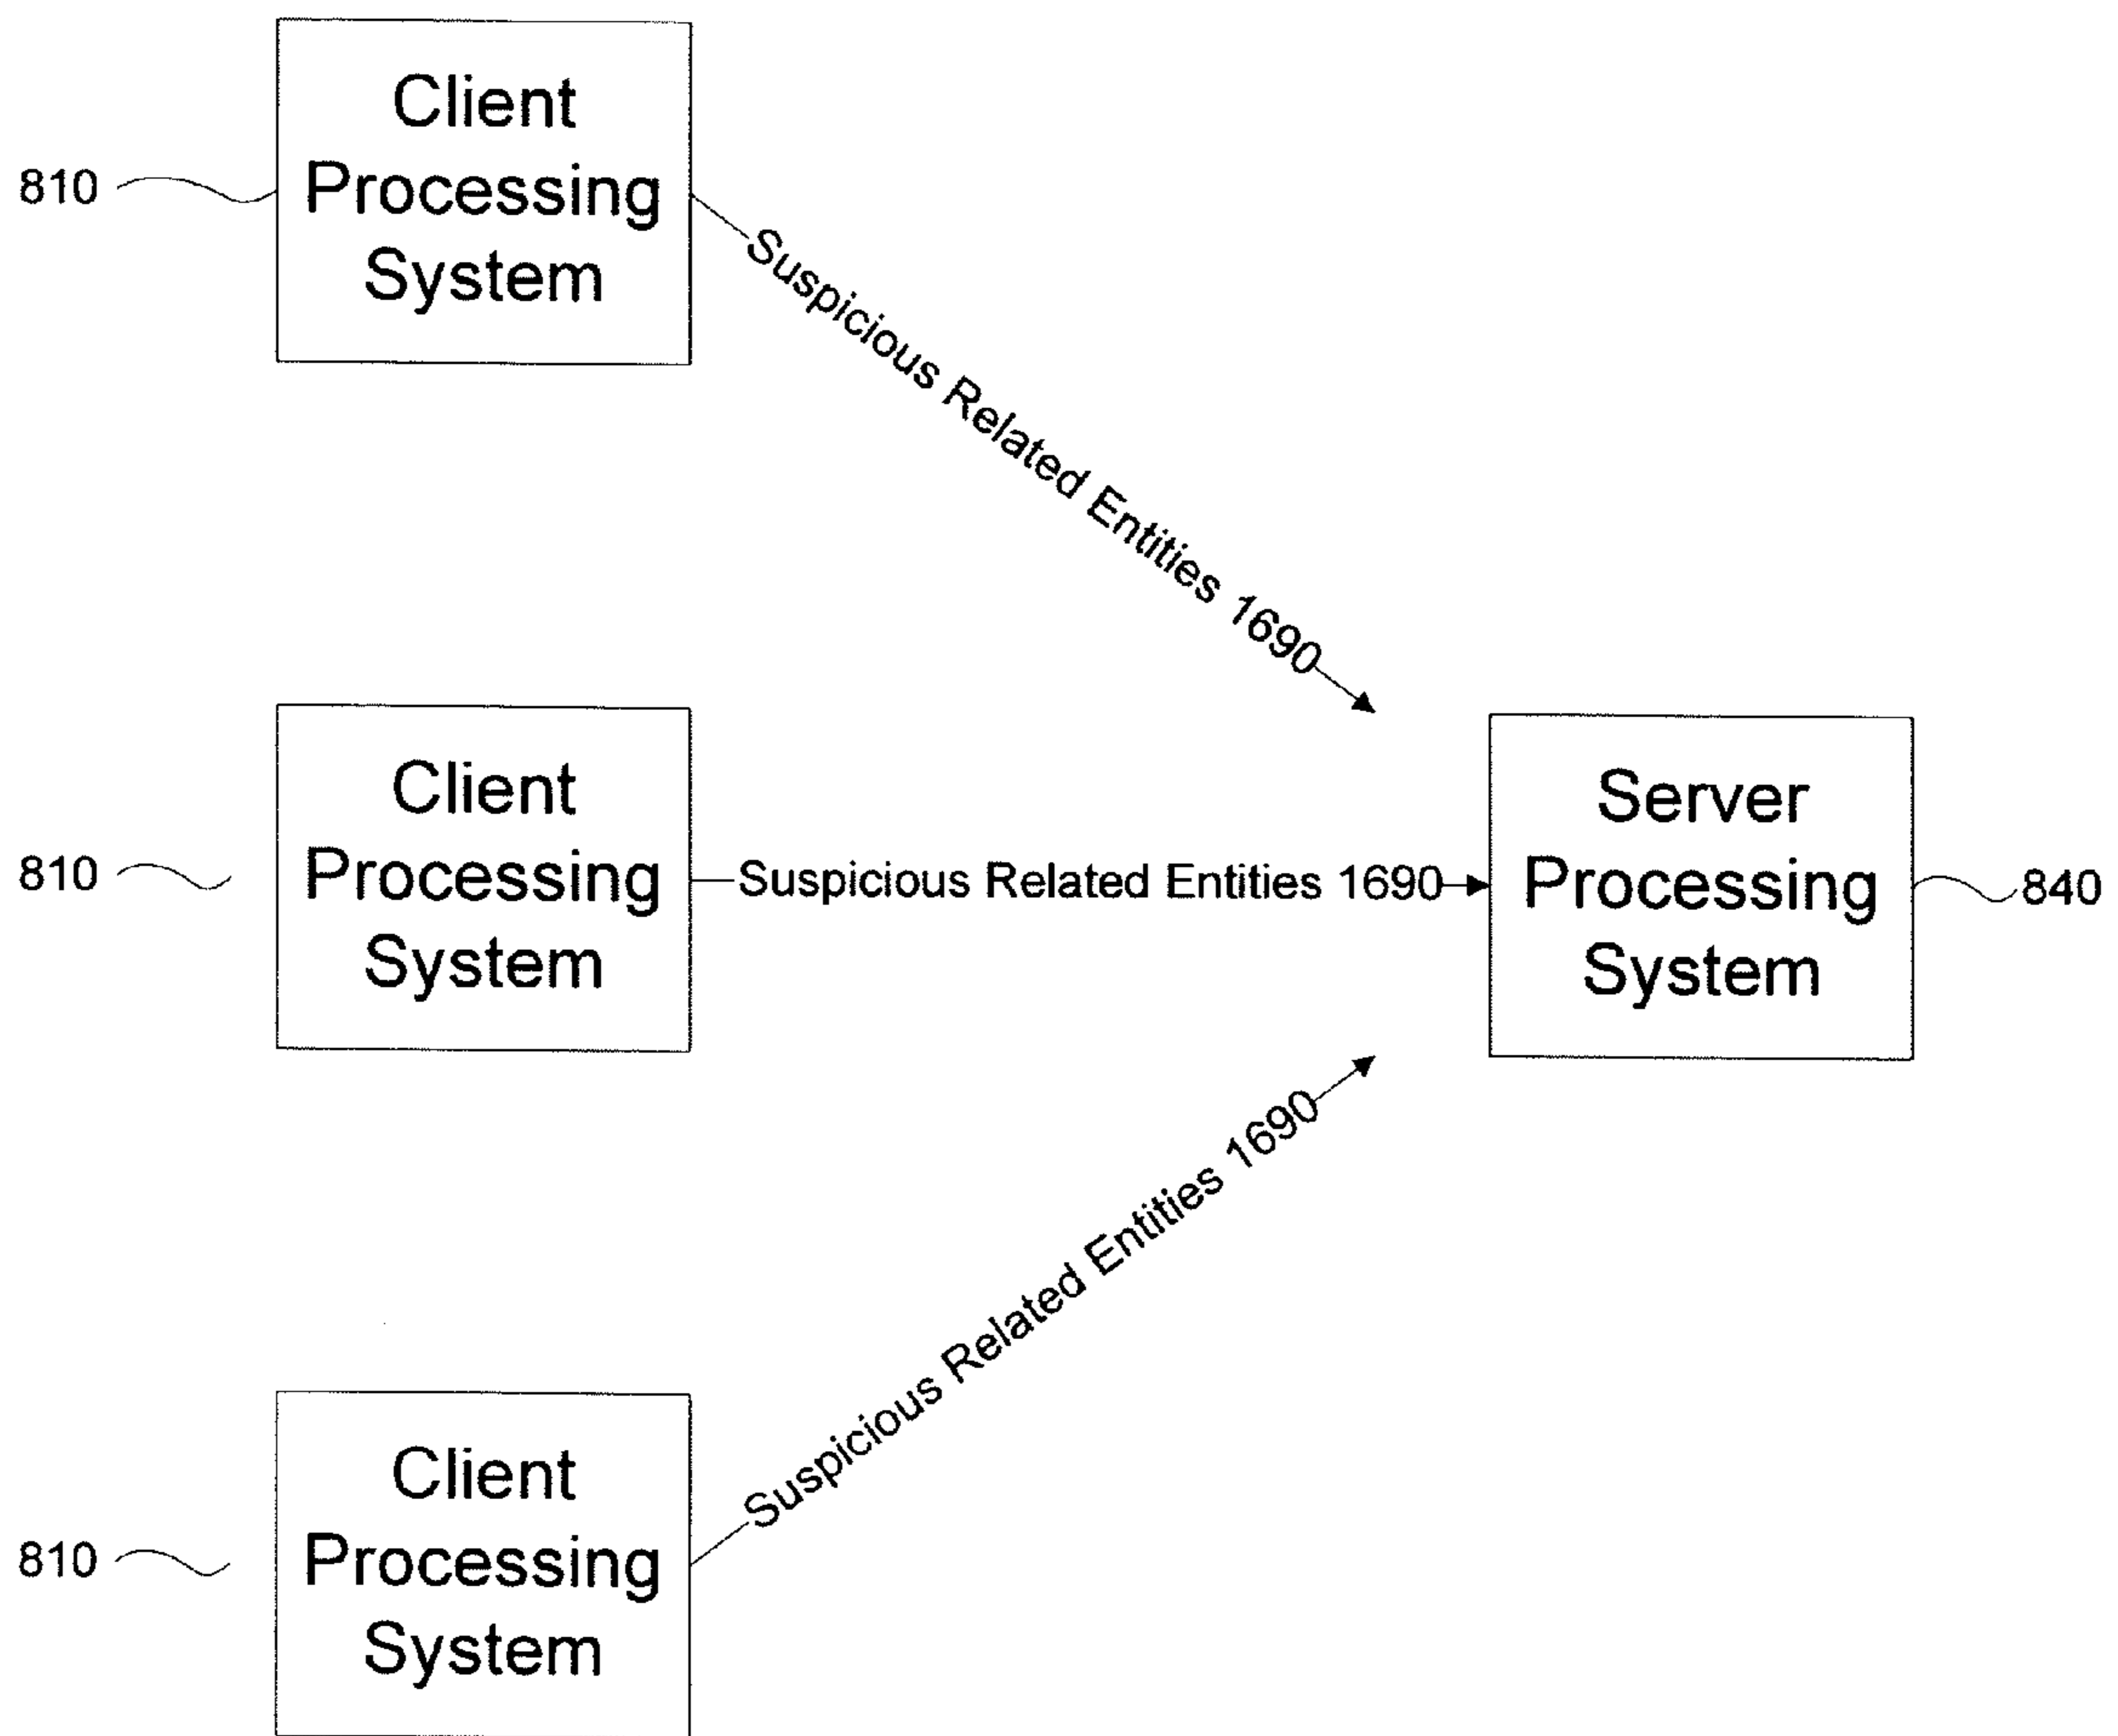 Client
Processing
System
810
Suspicious Related Entities 1690
Client
Processing
System
810
Suspicious Related Entities 1690
Server
Processing
System
840
Suspicious Related Entities 1690
Client
Processing
System
810